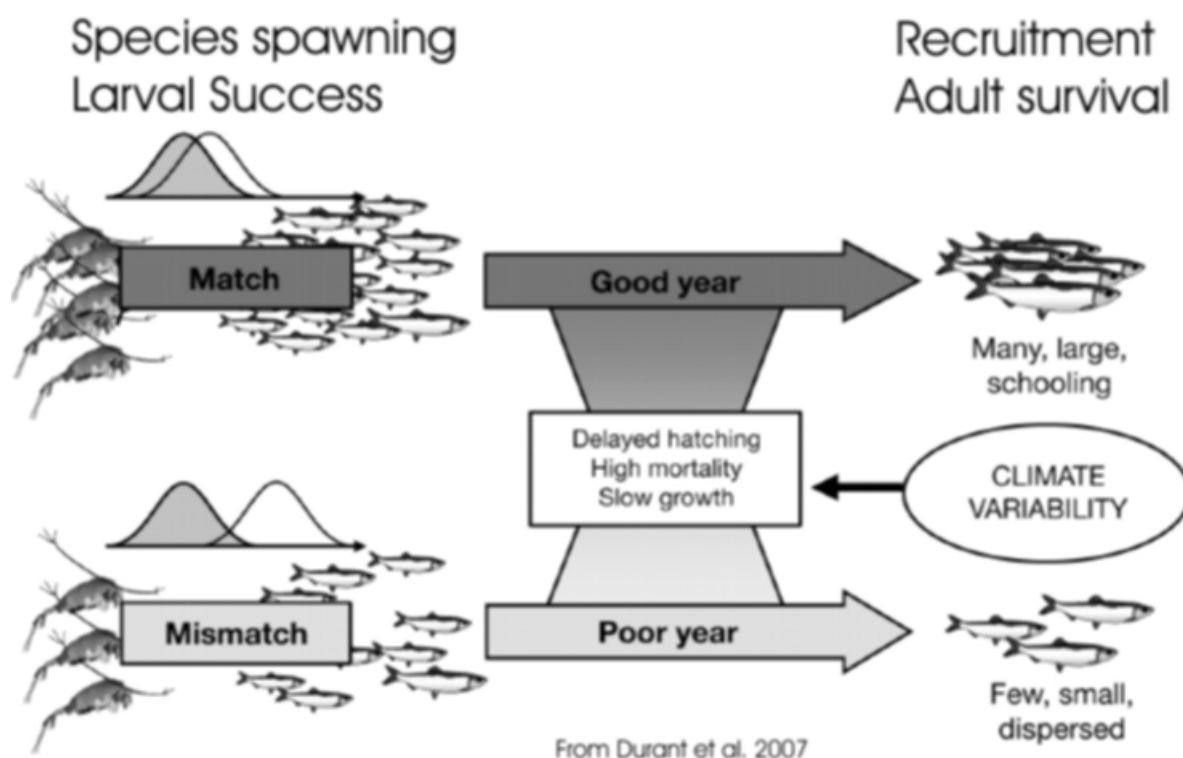 Species spawning
Larval Success
Recruitment
Adult survival
Match
Good year
Many, large,
schooling
Delayed hatching
High mortality
Slow growth
CLIMATE
VARIABILITY
Mismatch
Poor year
Few, small,
dispersed
From Durant et al. 2007